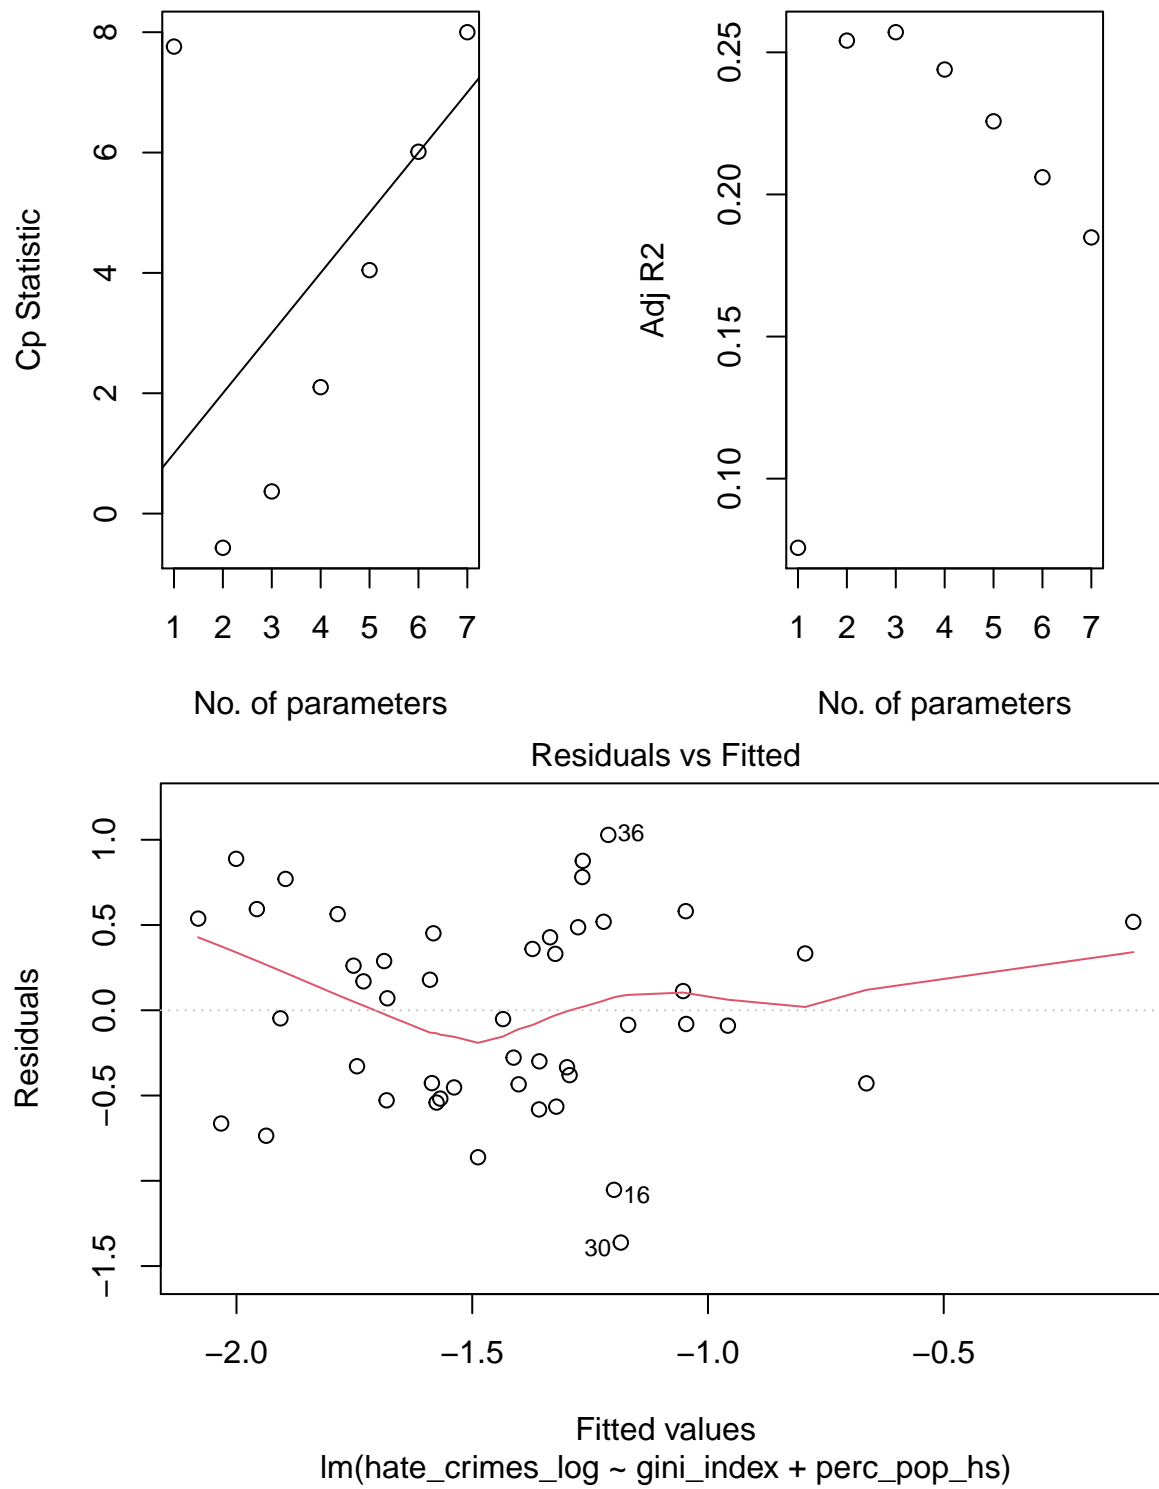 Cp Statistic
8
6
4
2
0
1 2 3 4 5 6 7
No. of parameters
Adj R2
0.25
0.20
0.15
0.10
1 2 3 4 5 6 7
No. of parameters
Residuals vs Fitted
Residuals
1.0
0.5
0.0
−0.5
−1.5
36
16
30
−2.0 −1.5 −1.0 −0.5
Fitted values
lm(hate_crimes_log ~ gini_index + perc_pop_hs)